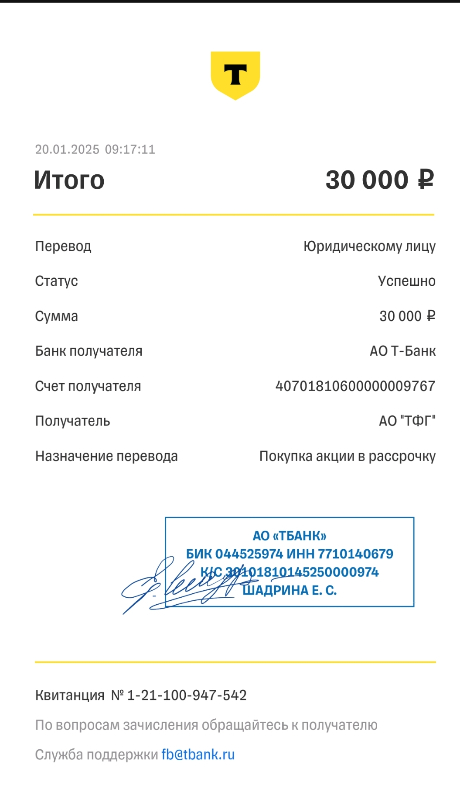 Т
20.01.2025 09:17:11
Итого 30 000 ₽
Перевод Юридическому лицу
Статус Успешно
Сумма 30 000 ₽
Банк получателя АО Т-Банк
Счет получателя 40701810600000009767
Получатель АО "ТФГ"
Назначение перевода Покупка акции в рассрочку
АО «ТБАНК»
БИК 044525974 ИНН 7710140679
К/С 30101810145250000974
ШАДРИНА Е. С.
Квитанция № 1-21-100-947-542
По вопросам зачисления обращайтесь к получателю
Служба поддержки fb@tbank.ru